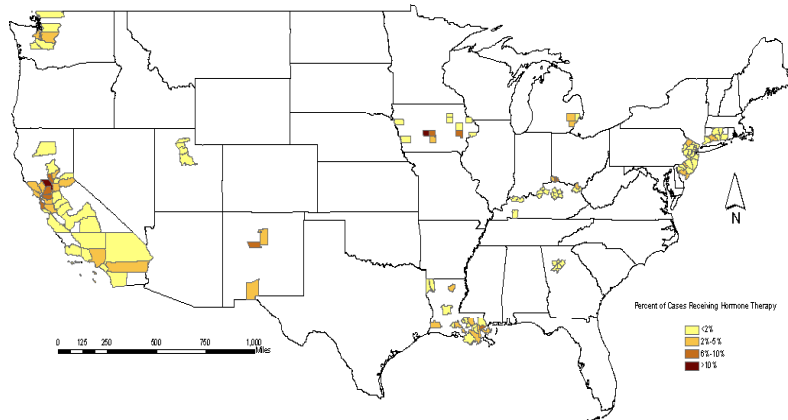 N
Percent of Cases Receiving Hormone Therapy
<2%
2%-5%
6%-10%
>10%
0 125 250 500 750 1,000
Miles